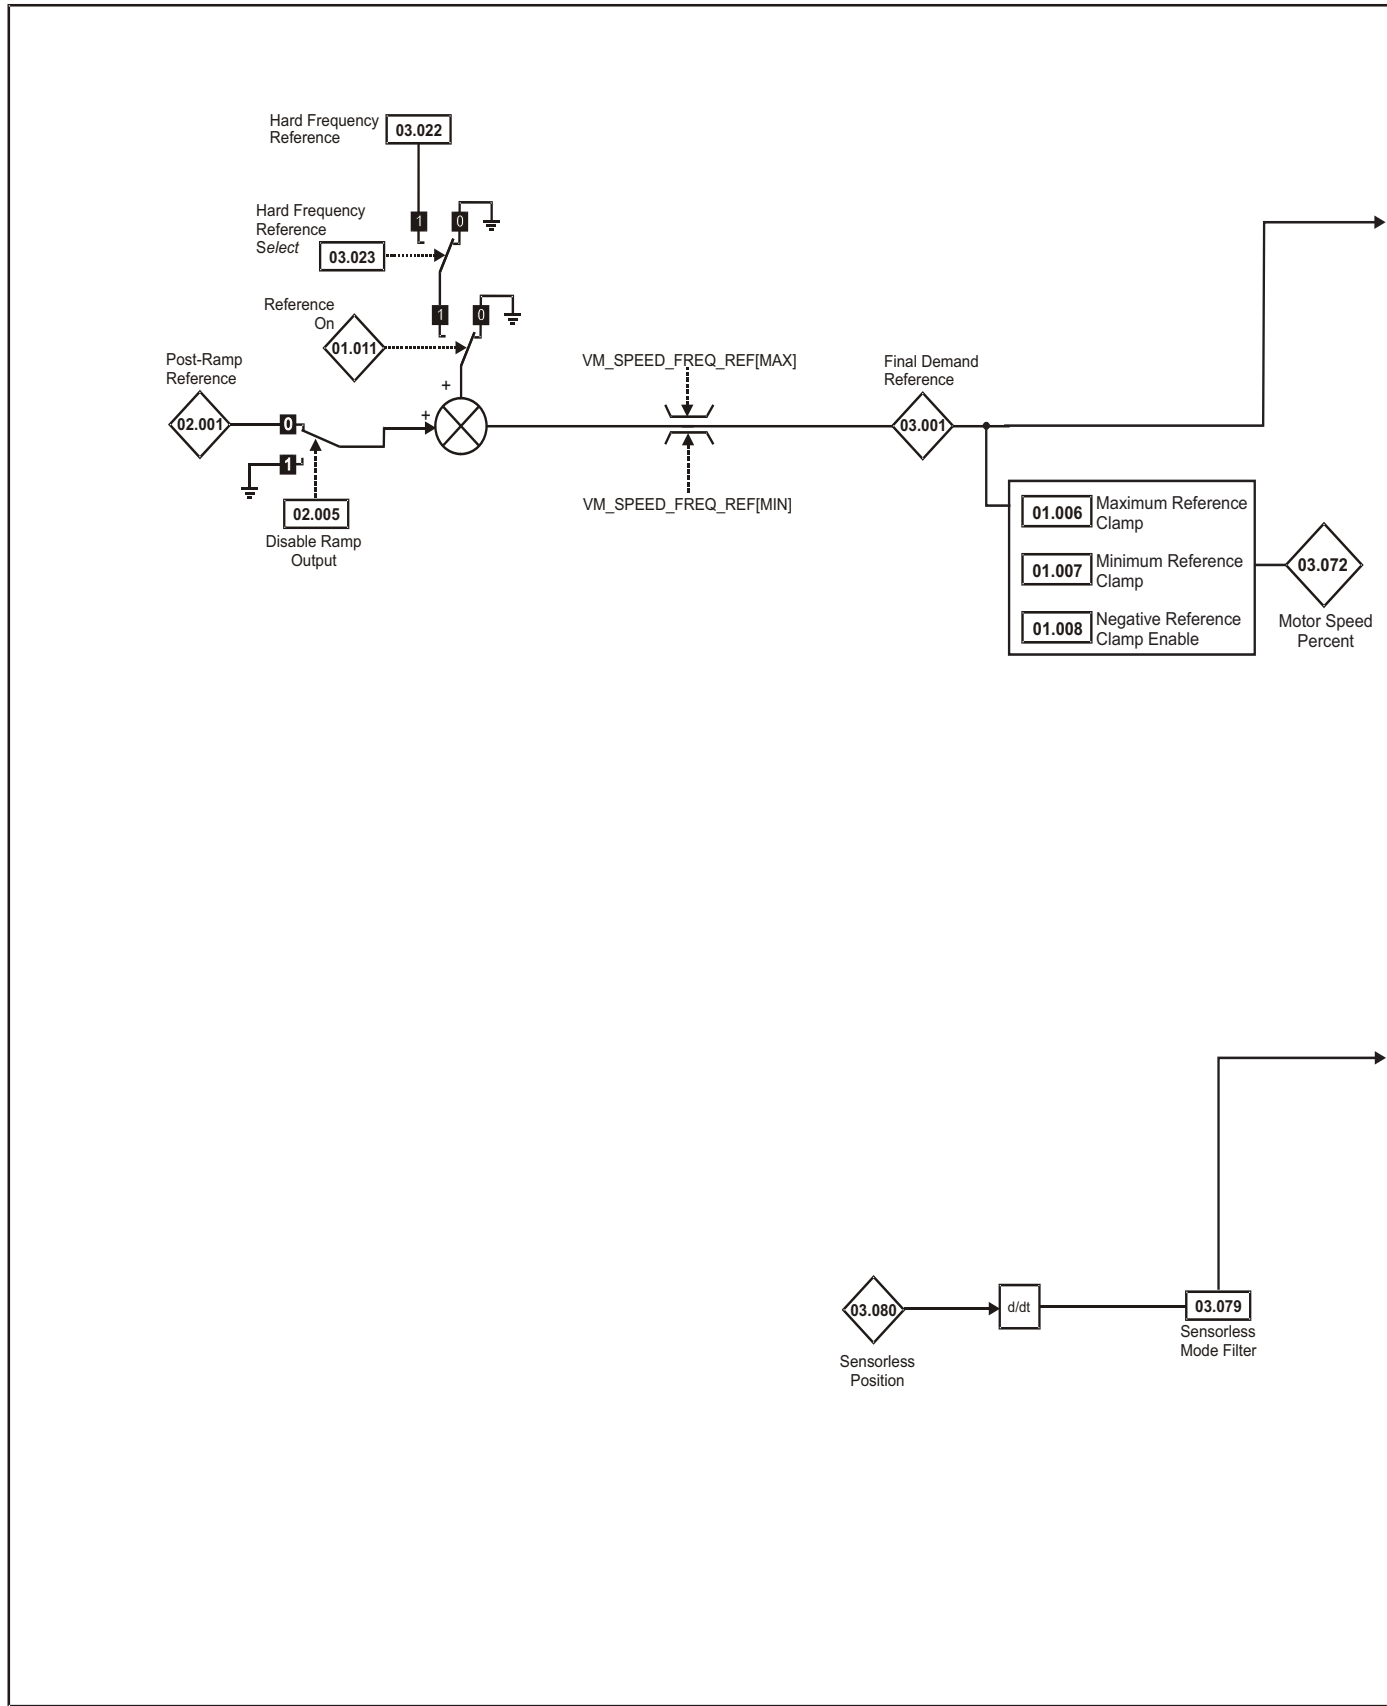 Hard Frequency
Reference
03.022
1
0
Hard Frequency
Reference
Select
03.023
Reference
On
1
0
01.011
Post-Ramp
Reference
02.001
0
1
+
+
02.005
Disable Ramp
Output
VM_SPEED_FREQ_REF[MAX]
VM_SPEED_FREQ_REF[MIN]
Final Demand
Reference
03.001
01.006
Maximum Reference
Clamp
01.007
Minimum Reference
Clamp
01.008
Negative Reference
Clamp Enable
03.072
Motor Speed
Percent
03.080
Sensorless
Position
d/dt
03.079
Sensorless
Mode Filter